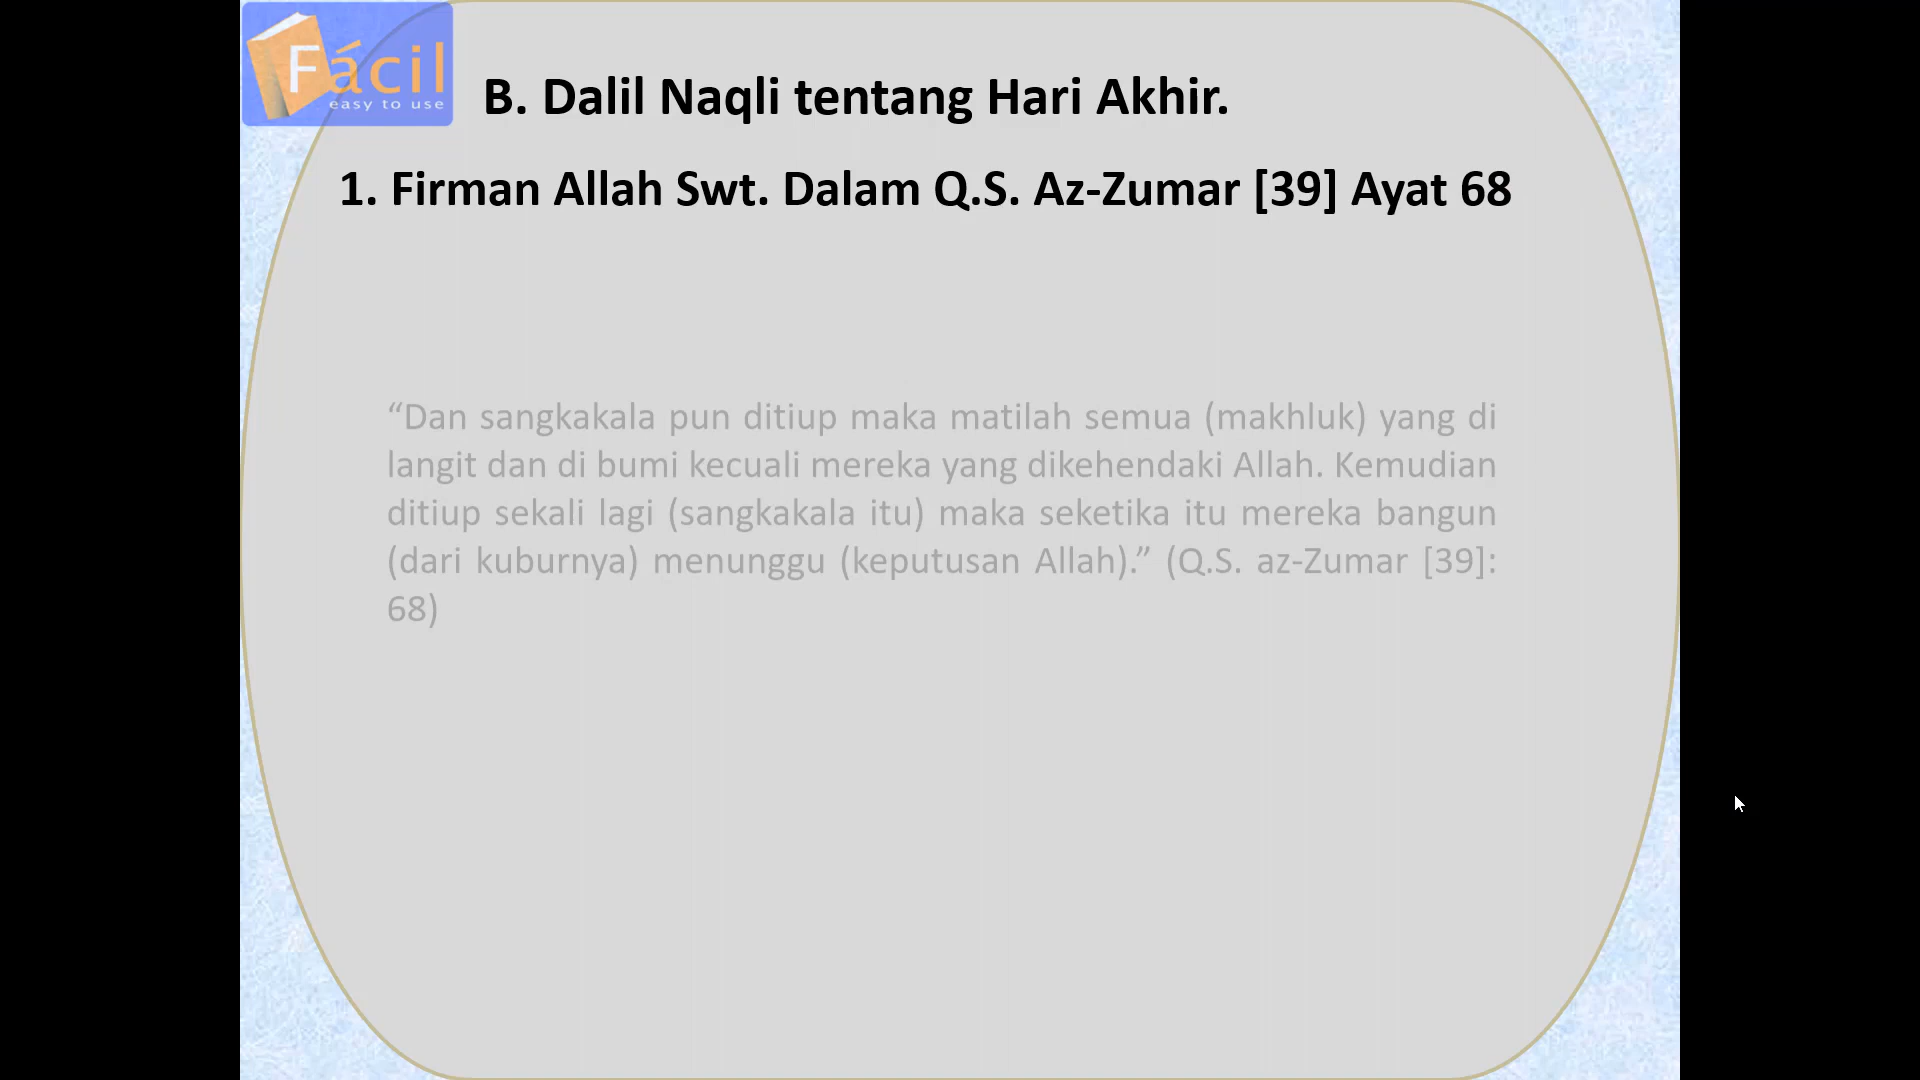 Fácil
easy to use
B. Dalil Naqli tentang Hari Akhir.
1. Firman Allah Swt. Dalam Q.S. Az-Zumar [39] Ayat 68
“Dan sangkakala pun ditiup maka matilah semua (makhluk) yang di
langit dan di bumi kecuali mereka yang dikehendaki Allah. Kemudian
ditiup sekali lagi (sangkakala itu) maka seketika itu mereka bangun
(dari kuburnya) menunggu (keputusan Allah).” (Q.S. az-Zumar [39]:
68)